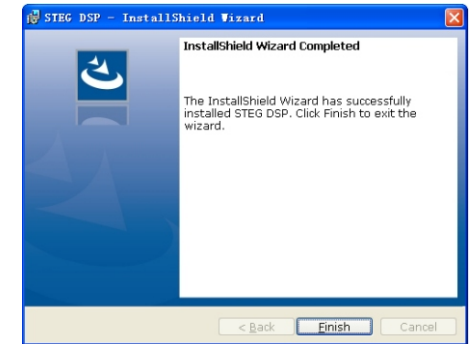 STEG DSP - InstallShield Wizard
InstallShield Wizard Completed
The InstallShield Wizard has successfully
installed STEG DSP. Click Finish to exit the
wizard.
< Back
Finish
Cancel